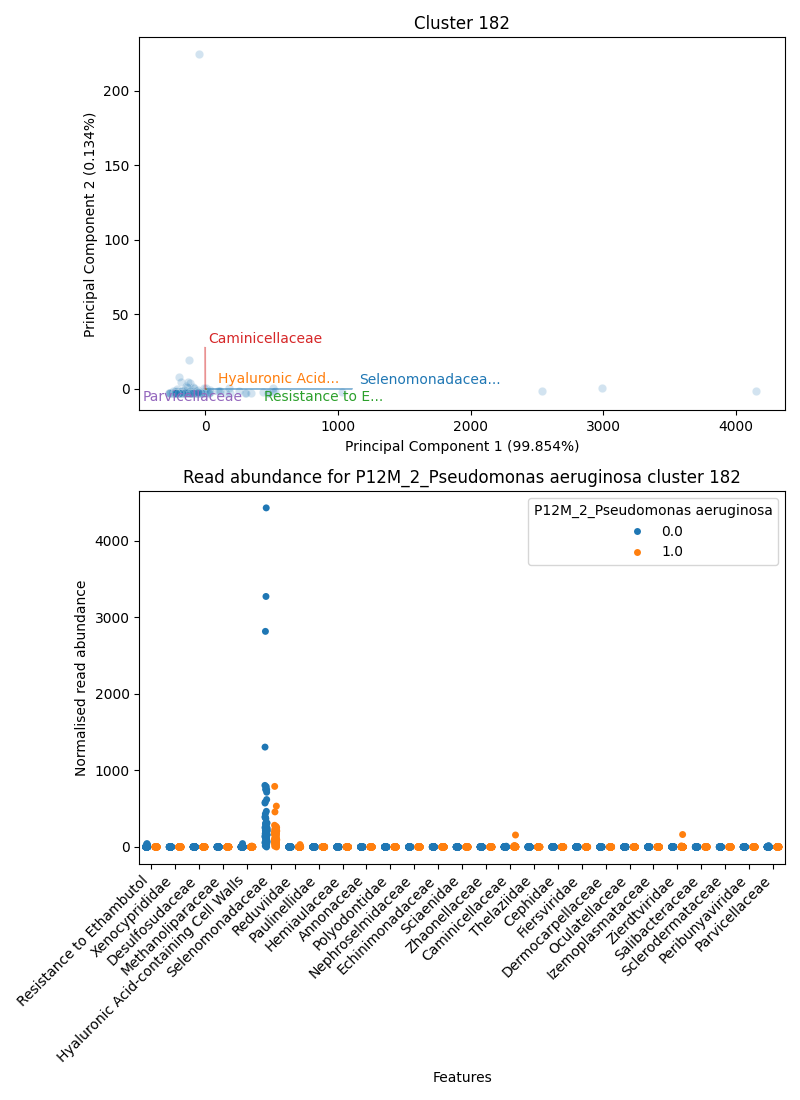 Cluster 182
Principal Component 2 (0.134%)
200
150
100
50
0
Caminicellaceae
Hyaluronic Acid...
Selenomonadacea...
Parvicellaceae
Resistance to E...
0
1000
2000
3000
4000
Principal Component 1 (99.854%)
Read abundance for P12M_2_Pseudomonas aeruginosa cluster 182
Normalised read abundance
4000
3000
2000
1000
0
P12M_2_Pseudomonas aeruginosa
0.0
1.0
Resistance to Ethambutol
Xenocyprididae
Desulfosudaceae
Methanoliparaceae
Hyaluronic Acid-containing Cell Walls
Selenomonadaceae
Reduviidae
Paulinellidae
Hemiaulaceae
Annonaceae
Polyodontidae
Nephroselmidaceae
Echinimonadaceae
Sciaenidae
Zhaonellaceae
Caminicellaceae
Thelaziidae
Cephidae
Fiersviridae
Dermocarpellaceae
Oculatellaceae
Izemoplasmataceae
Zierdtviridae
Salibacteraceae
Sclerodermataceae
Peribunyaviridae
Parvicellaceae
Features